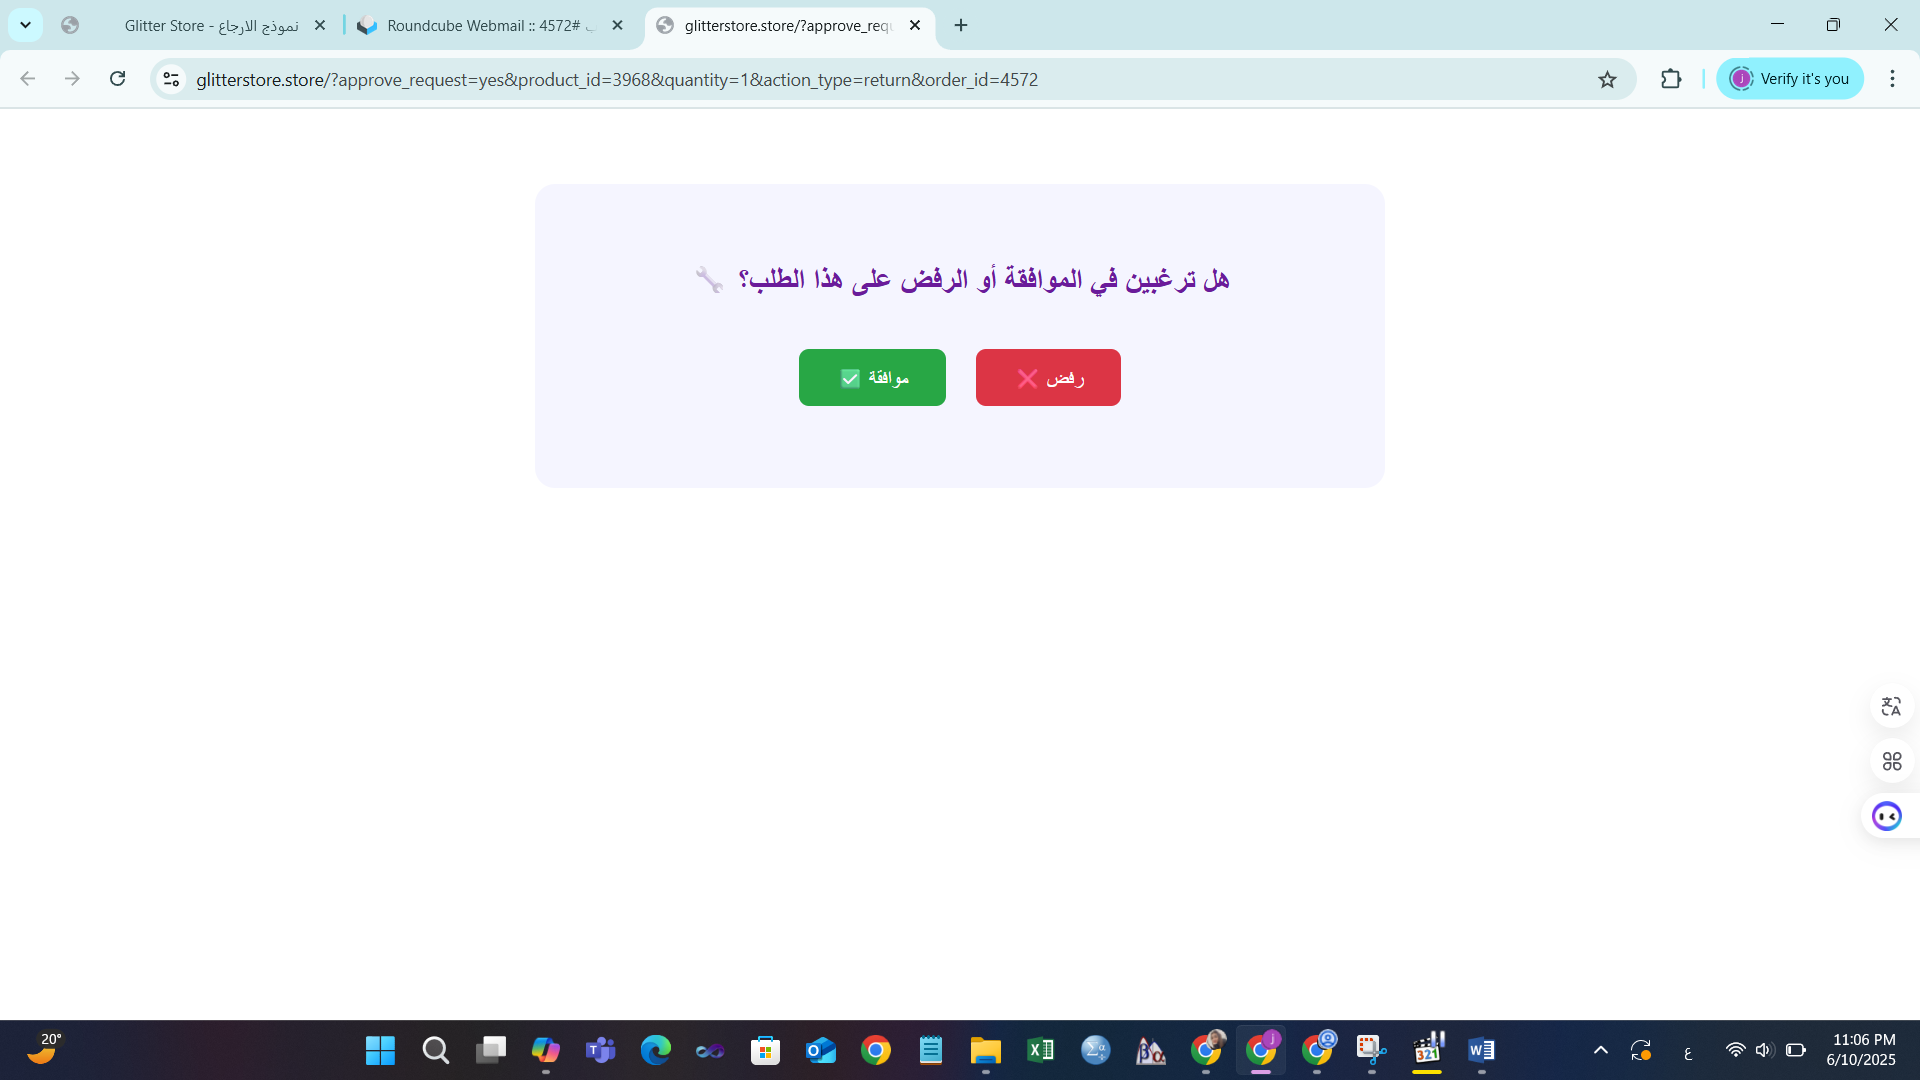 Glitter Store - نموذج الارجاع
Roundcube Webmail :: 4572#
glitterstore.store/?approve_requ
glitterstore.store/?approve_request=yes&product_id=3968&quantity=1&action_type=return&order_id=4572
Verify it's you
هل ترغبين في الموافقة أو الرفض على هذا الطلب؟ 🔧
موافقة ✅
رفض ❌
20°
ع
11:06 PM
6/10/2025